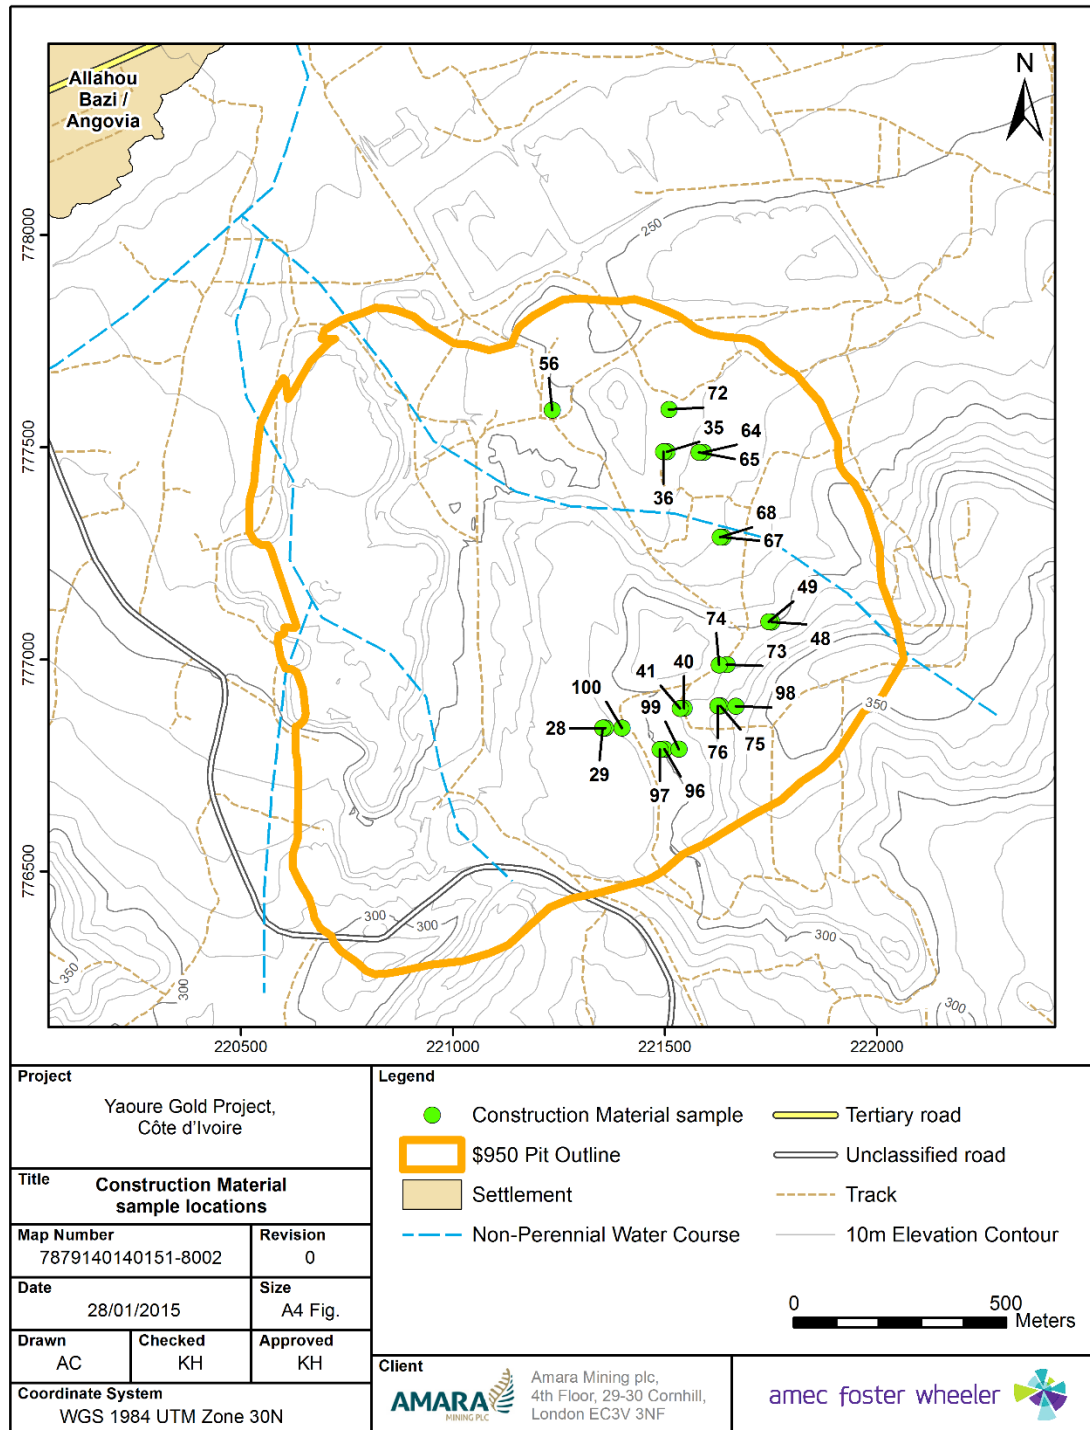 Allahou
Bazi /
Angovia
N
250
778000
777500
777000
776500
56
72
35
64
65
36
68
67
49
48
74
73
41
40
98
100
99
28
29
76
75
97
96
350
300
300
300
350
300
300
220500
221000
221500
222000
Project
Yaoure Gold Project,
Côte d'Ivoire
Title
Construction Material
sample locations
Map Number
7879140140151-8002
Revision
0
Date
28/01/2015
Size
A4 Fig.
Drawn
AC
Checked
KH
Approved
KH
Coordinate System
WGS 1984 UTM Zone 30N
Legend
Construction Material sample
$950 Pit Outline
Settlement
Non-Perennial Water Course
Tertiary road
Unclassified road
Track
10m Elevation Contour
0 500
Meters
Client
AMARA
MINING PLC
Amara Mining plc,
4th Floor, 29-30 Cornhill,
London EC3V 3NF
amec foster wheeler